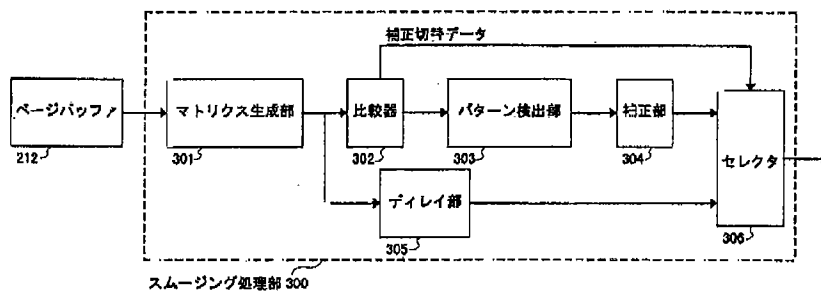 補正切替データ
ページバッファ
マトリクス生成部
比較器
パターン検出部
補正部
セレクタ
212
301
302
303
304
ディレイ部
305
306
スムージング処理部 300